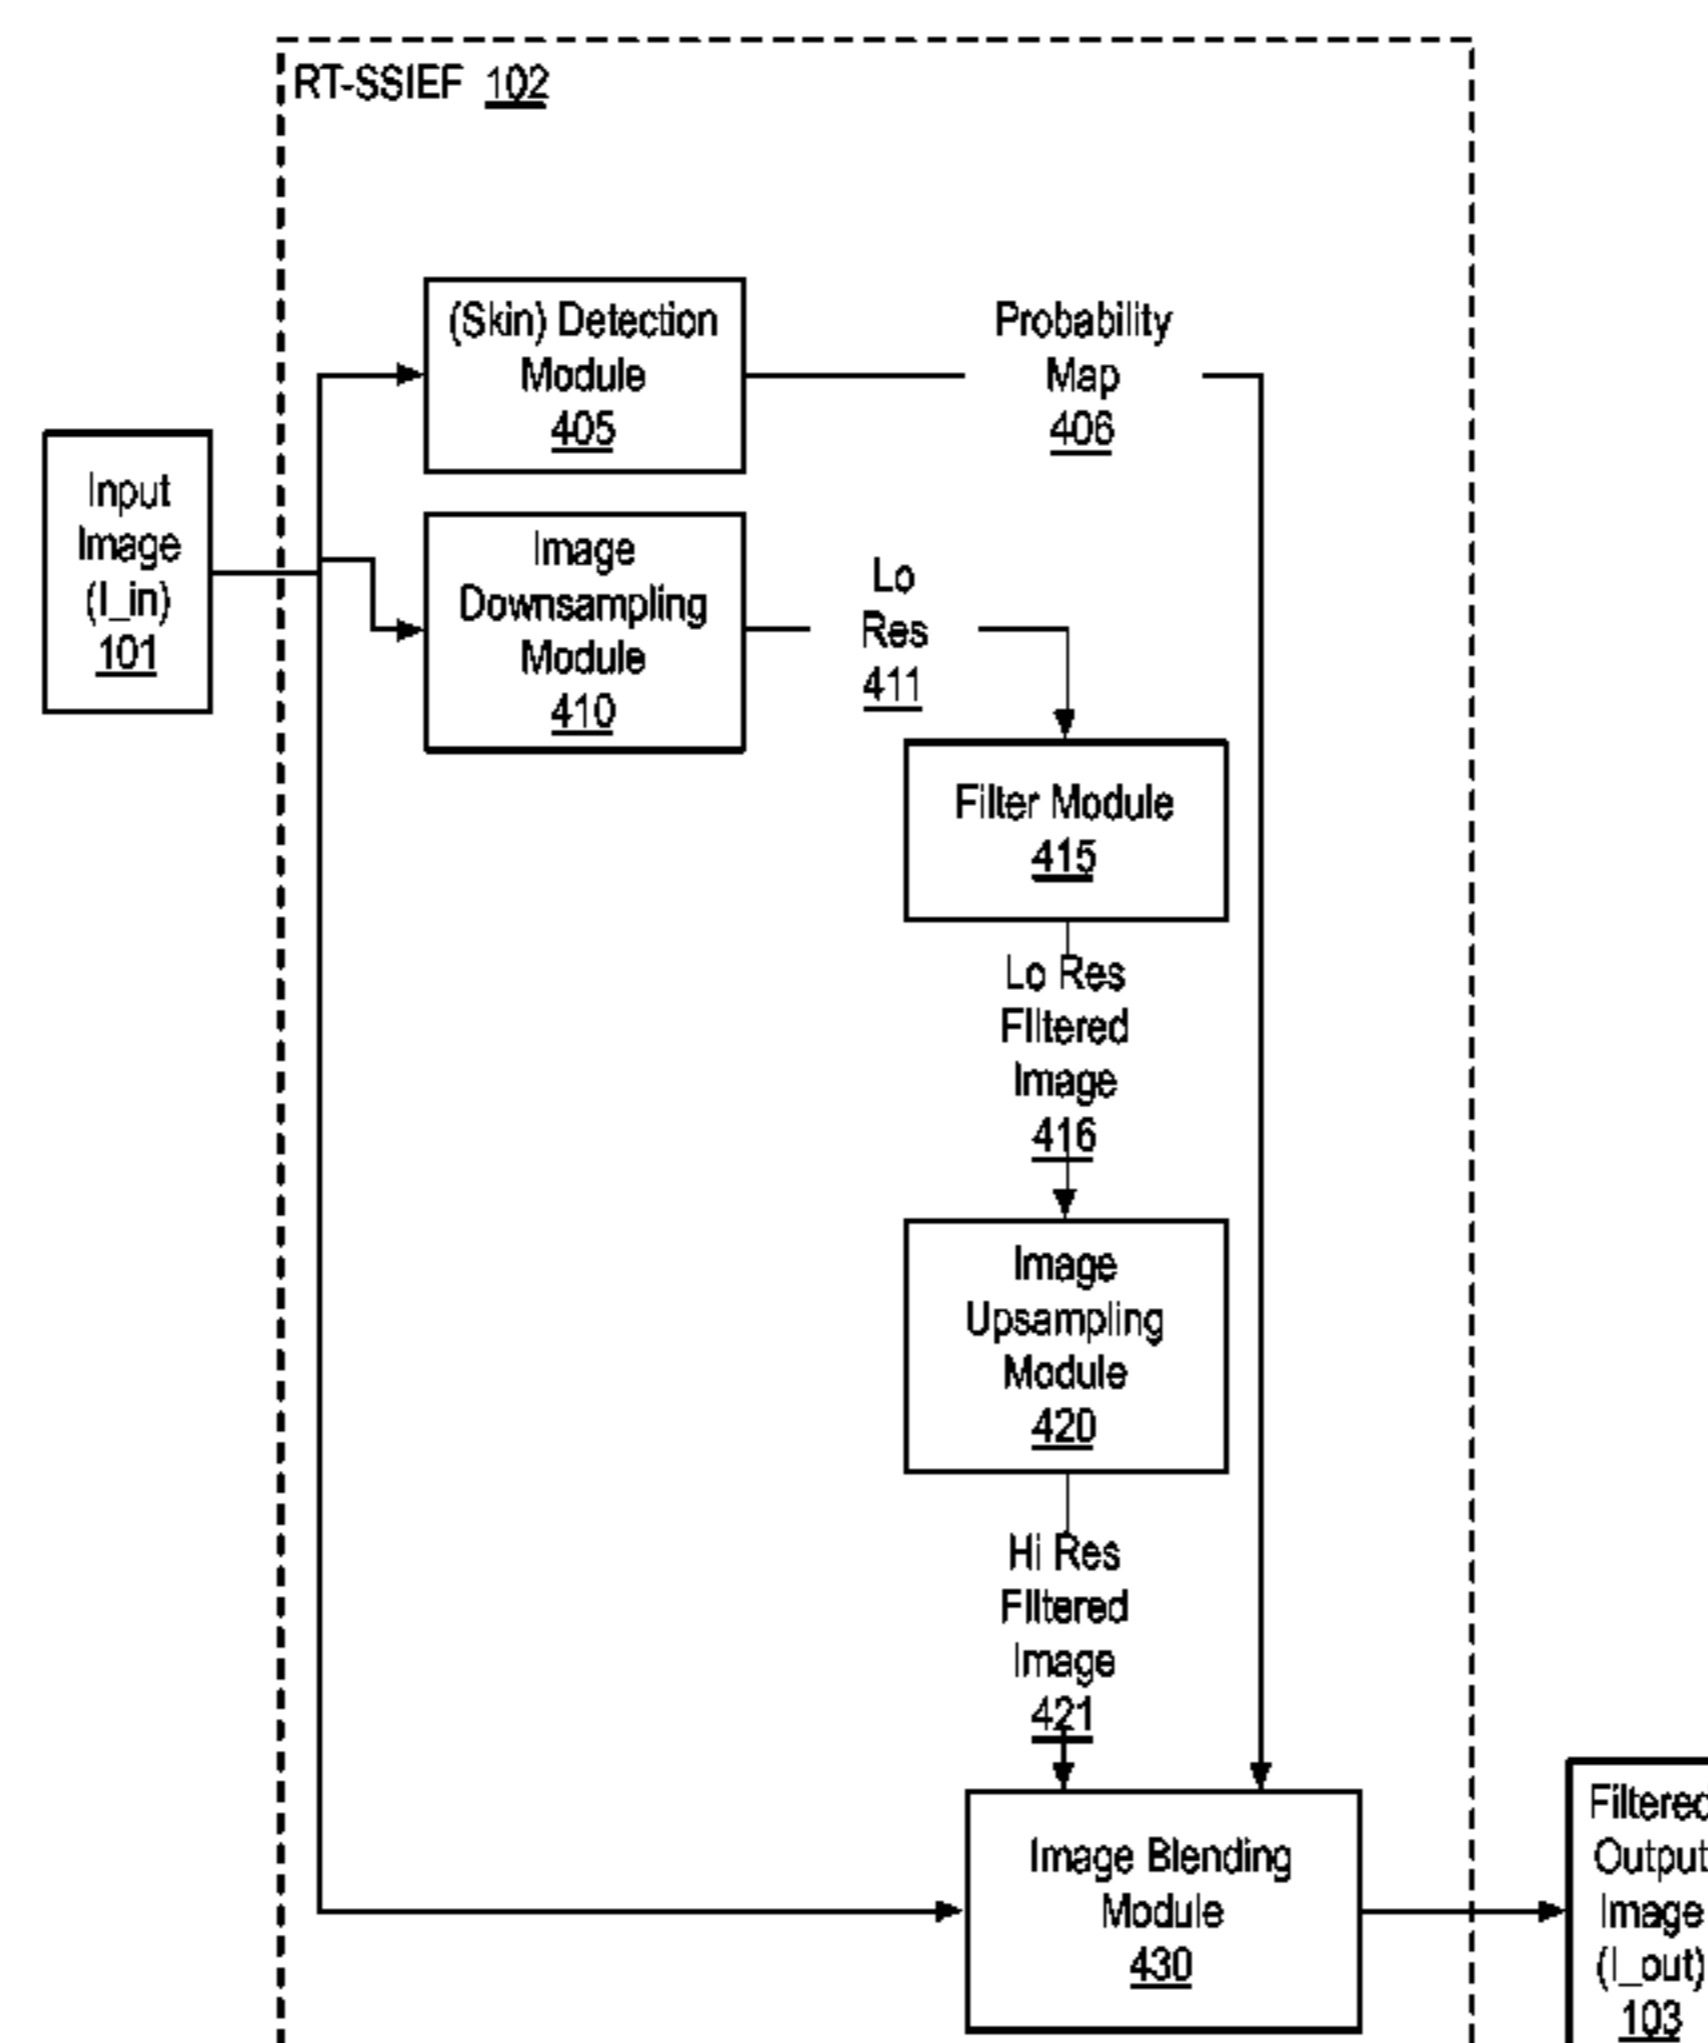 RT-SSIEF 102
(Skin) Detection
Module
405
Probability
Map
406
Input
Image
(I_in)
101
Image
Downsampling
Module
410
Lo
Res
411
Filter Module
415
Lo Res
FIltered
Image
416
Image
Upsampling
Module
420
Hi Res
FIltered
Image
421
Image Blending
Module
430
Filtered
Output
Image
(I_out)
103